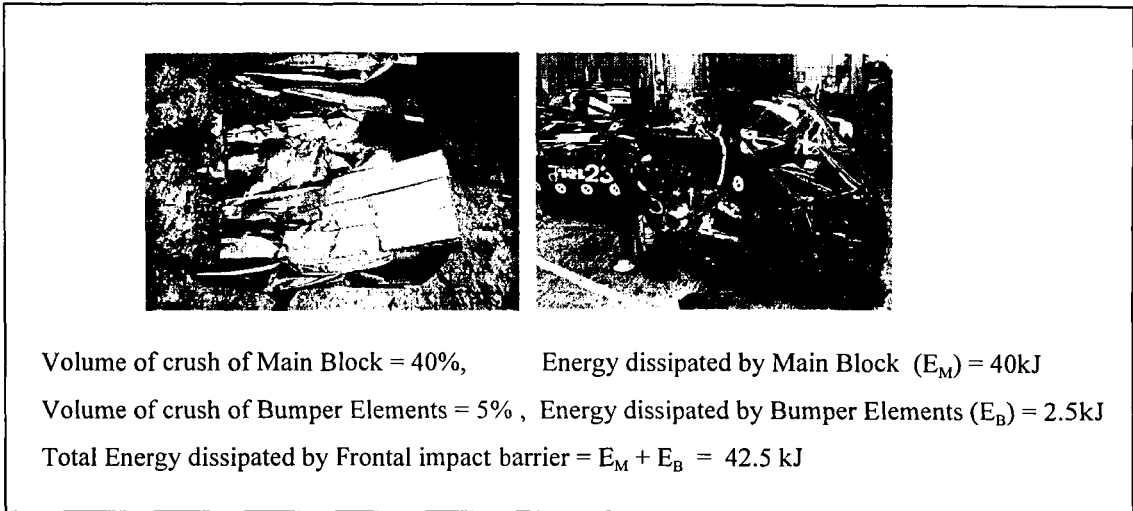 Volume of crush of Main Block = 40%, Energy dissipated by Main Block (E_M) = 40kJ
Volume of crush of Bumper Elements = 5% , Energy dissipated by Bumper Elements (E_B) = 2.5kJ
Total Energy dissipated by Frontal impact barrier = E_M + E_B = 42.5 kJ